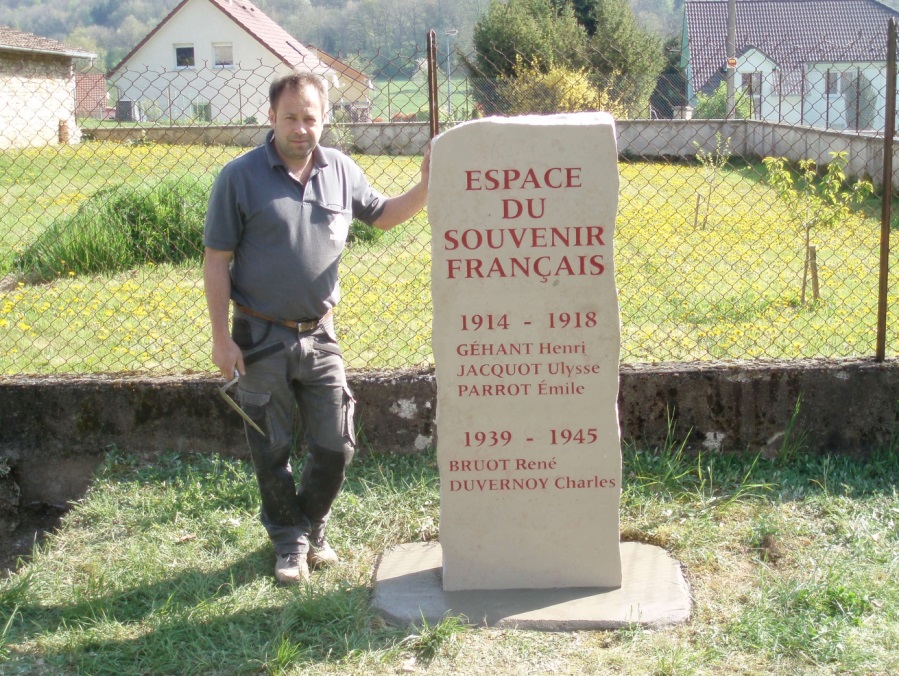 ESPACE
DU
SOUVENIR
FRANÇAIS
1914 - 1918
GÉHANT Henri
JACQUOT Ulysse
PARROT Émile
1939 - 1945
BRUOT René
DUVERNOY Charles